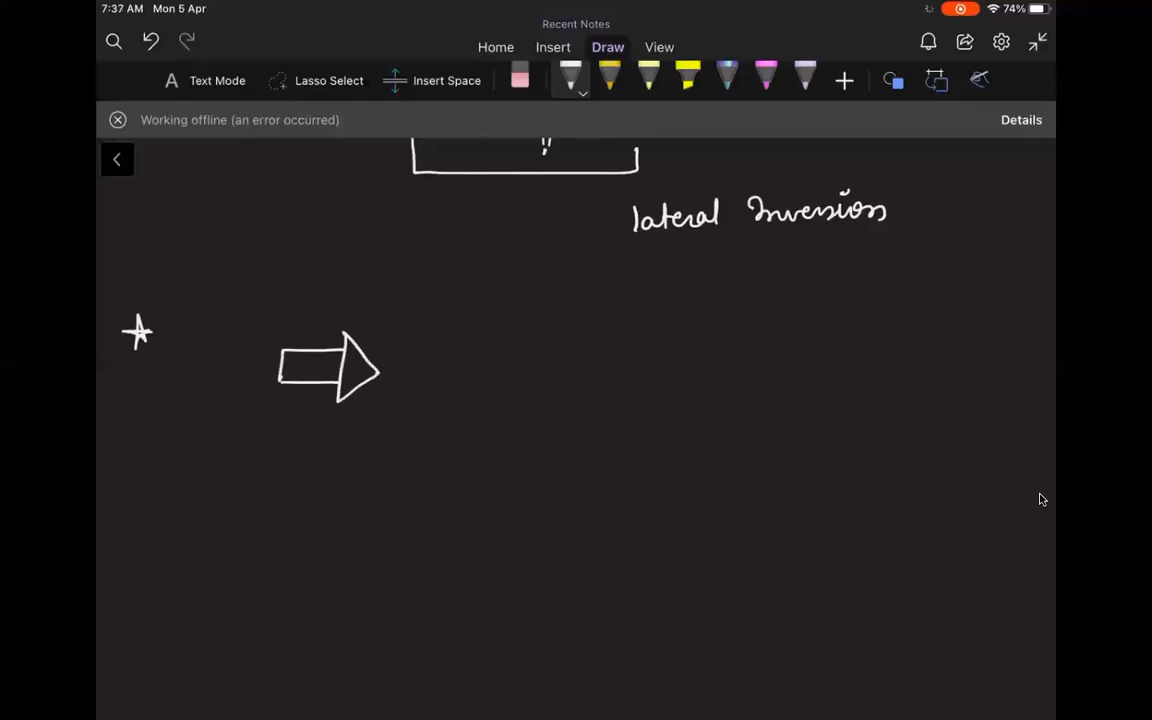 7:37 AM Mon 5 Apr
74%
Recent Notes
Home Insert Draw View
A Text Mode Lasso Select Insert Space
Working offline (an error occurred) Details
lateral Inversion